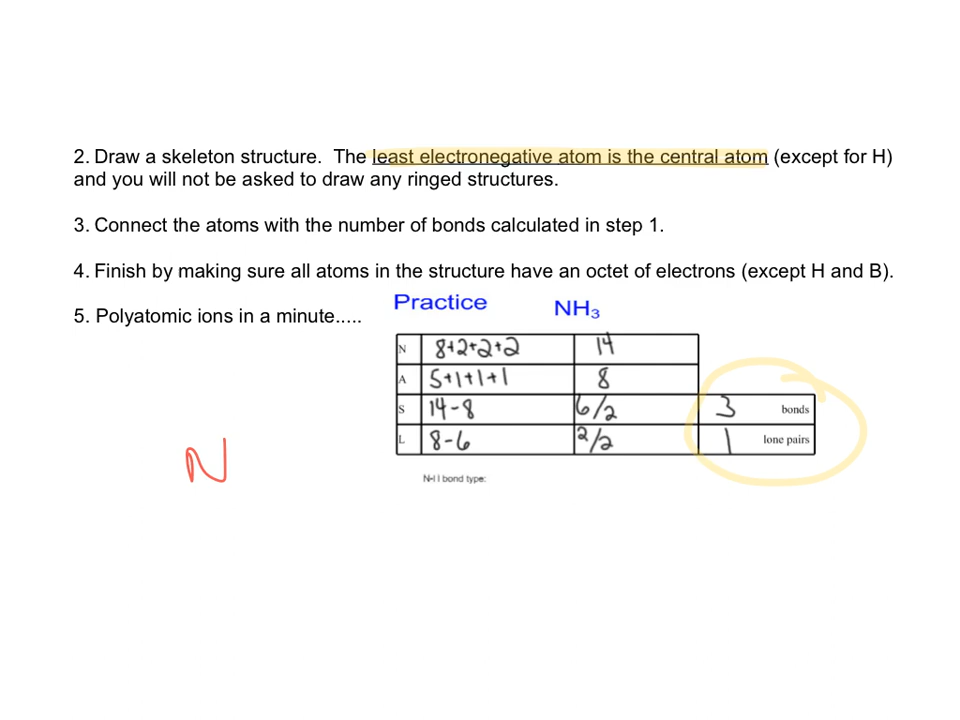 2. Draw a skeleton structure.  The least electronegative atom is the central atom (except for H)
and you will not be asked to draw any ringed structures.
3. Connect the atoms with the number of bonds calculated in step 1.
4. Finish by making sure all atoms in the structure have an octet of electrons (except H and B).
5. Polyatomic ions in a minute.....
Practice NH₃
N 8+2+2+2 14
A 5+1+1+1 8
S 14-8 6/2 3 bonds
L 8-6 2/2 1 lone pairs
N
bond type: